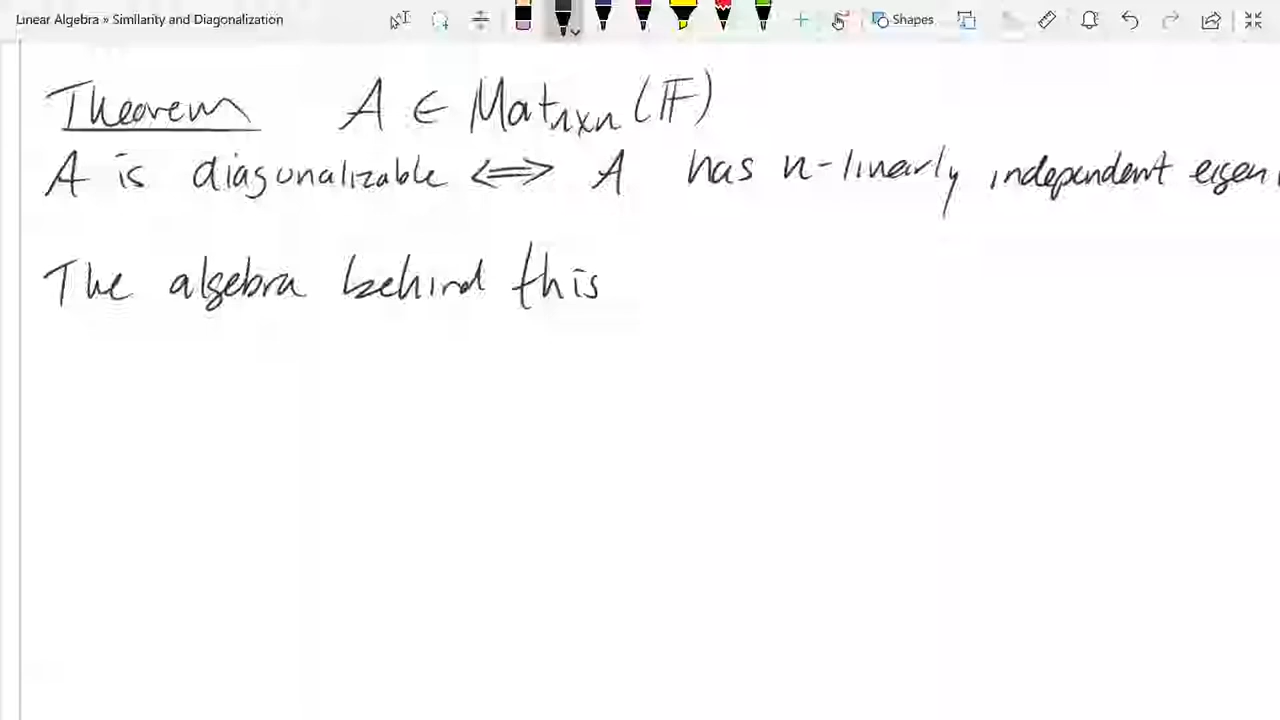 Linear Algebra » Similarity and Diagonalization
Shapes
Theorem A ∈ Matnxn (𝔽)
A is diagonalizable ⟺ A has n-linearly independent eigen
The algebra behind this